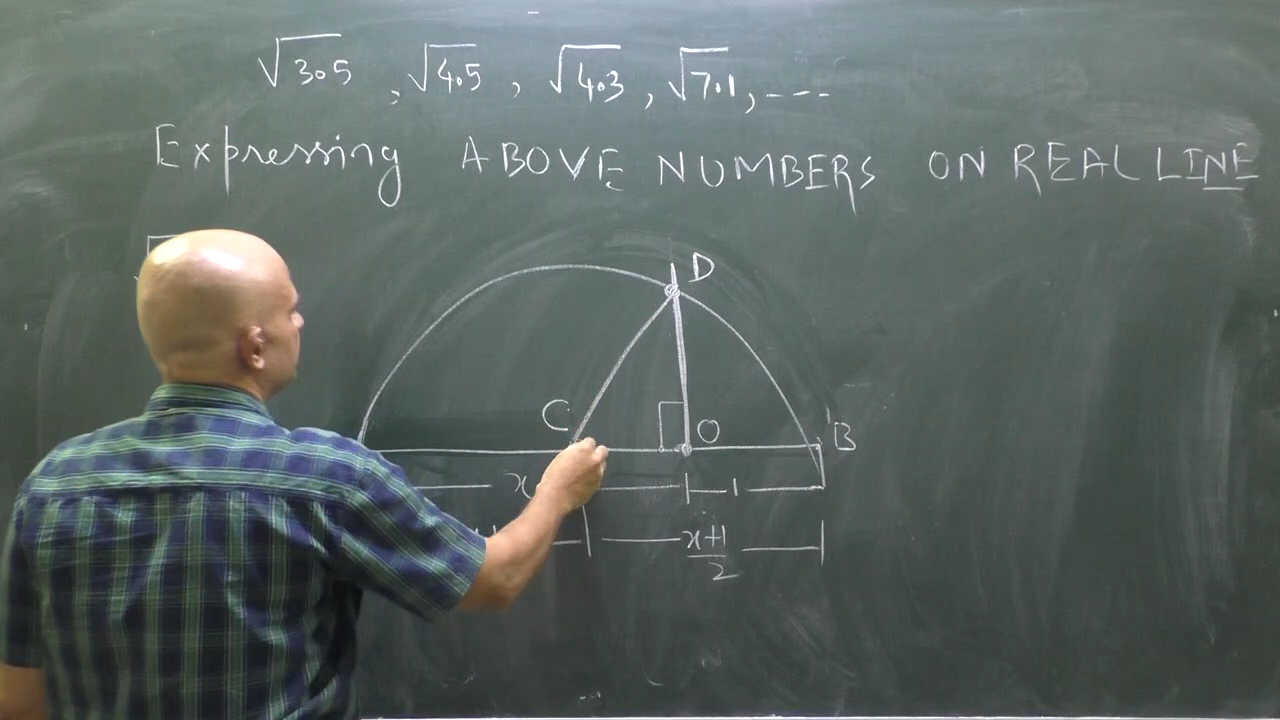 √3.5 , √4.5 , √4.3 , √7.1 , ---
Expressing ABOVE NUMBERS ON REAL LINE
D
C O B
x 1
x+1
2